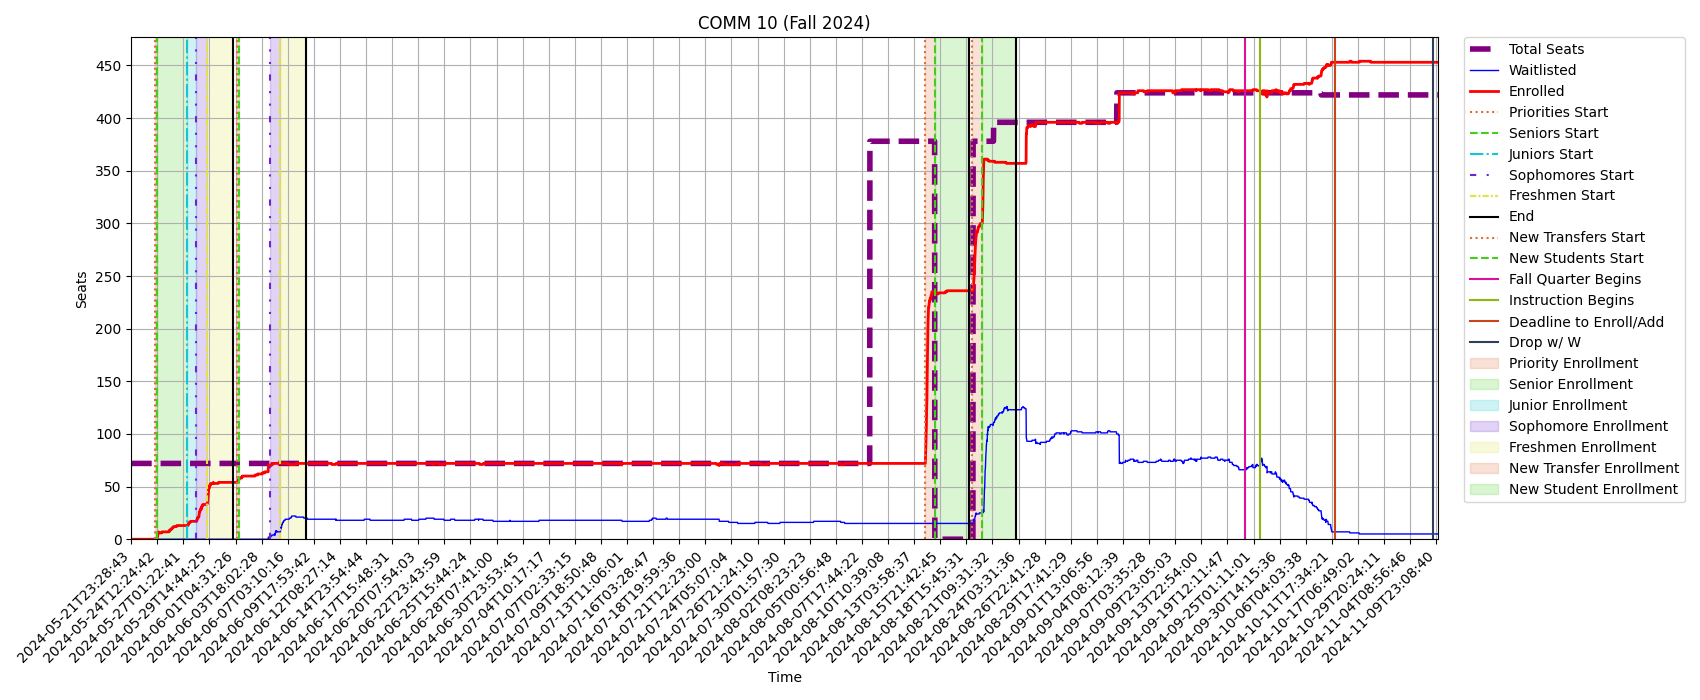 COMM 10 (Fall 2024)
Seats
450
400
350
300
250
200
150
100
50
0
2024-05-21T23:28:43
2024-05-24T12:24:42
2024-05-27T01:22:41
2024-05-29T14:44:25
2024-06-01T04:31:26
2024-06-03T18:02:28
2024-06-07T03:10:16
2024-06-09T17:53:42
2024-06-12T08:27:14
2024-06-14T23:54:44
2024-06-17T15:48:31
2024-06-20T07:54:03
2024-06-22T23:43:59
2024-06-25T15:44:24
2024-06-28T07:41:00
2024-06-30T23:53:45
2024-07-04T10:17:17
2024-07-07T02:33:15
2024-07-09T18:50:48
2024-07-13T11:06:01
2024-07-16T03:28:47
2024-07-18T19:59:36
2024-07-21T12:23:00
2024-07-24T05:07:04
2024-07-26T21:24:10
2024-07-30T01:57:30
2024-08-02T08:23:23
2024-08-05T00:56:48
2024-08-07T17:44:22
2024-08-10T10:39:08
2024-08-13T03:58:37
2024-08-15T21:42:45
2024-08-18T15:45:31
2024-08-21T09:31:32
2024-08-24T03:31:36
2024-08-26T22:41:28
2024-08-29T17:41:29
2024-09-01T13:06:56
2024-09-04T08:12:39
2024-09-07T03:35:28
2024-09-09T23:05:03
2024-09-13T22:54:00
2024-09-19T12:11:47
2024-09-25T01:11:01
2024-09-30T14:15:36
2024-10-06T04:03:38
2024-10-11T17:34:21
2024-10-17T06:49:02
2024-10-29T20:24:11
2024-11-04T08:56:46
2024-11-09T23:08:40
Time
Total Seats
Waitlisted
Enrolled
Priorities Start
Seniors Start
Juniors Start
Sophomores Start
Freshmen Start
End
New Transfers Start
New Students Start
Fall Quarter Begins
Instruction Begins
Deadline to Enroll/Add
Drop w/ W
Priority Enrollment
Senior Enrollment
Junior Enrollment
Sophomore Enrollment
Freshmen Enrollment
New Transfer Enrollment
New Student Enrollment